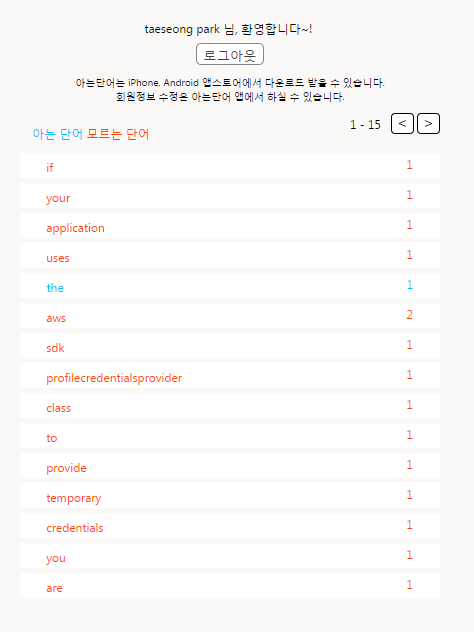 taeseong park 님, 환영합니다~!
로그아웃
아는단어는 iPhone, Android 앱스토어에서 다운로드 받을 수 있습니다.
회원정보 수정은 아는단어 앱에서 하실 수 있습니다.
1 - 15 < >
아는 단어 모르는 단어
if 1
your 1
application 1
uses 1
the 1
aws 2
sdk 1
profilecredentialsprovider 1
class 1
to 1
provide 1
temporary 1
credentials 1
you 1
are 1